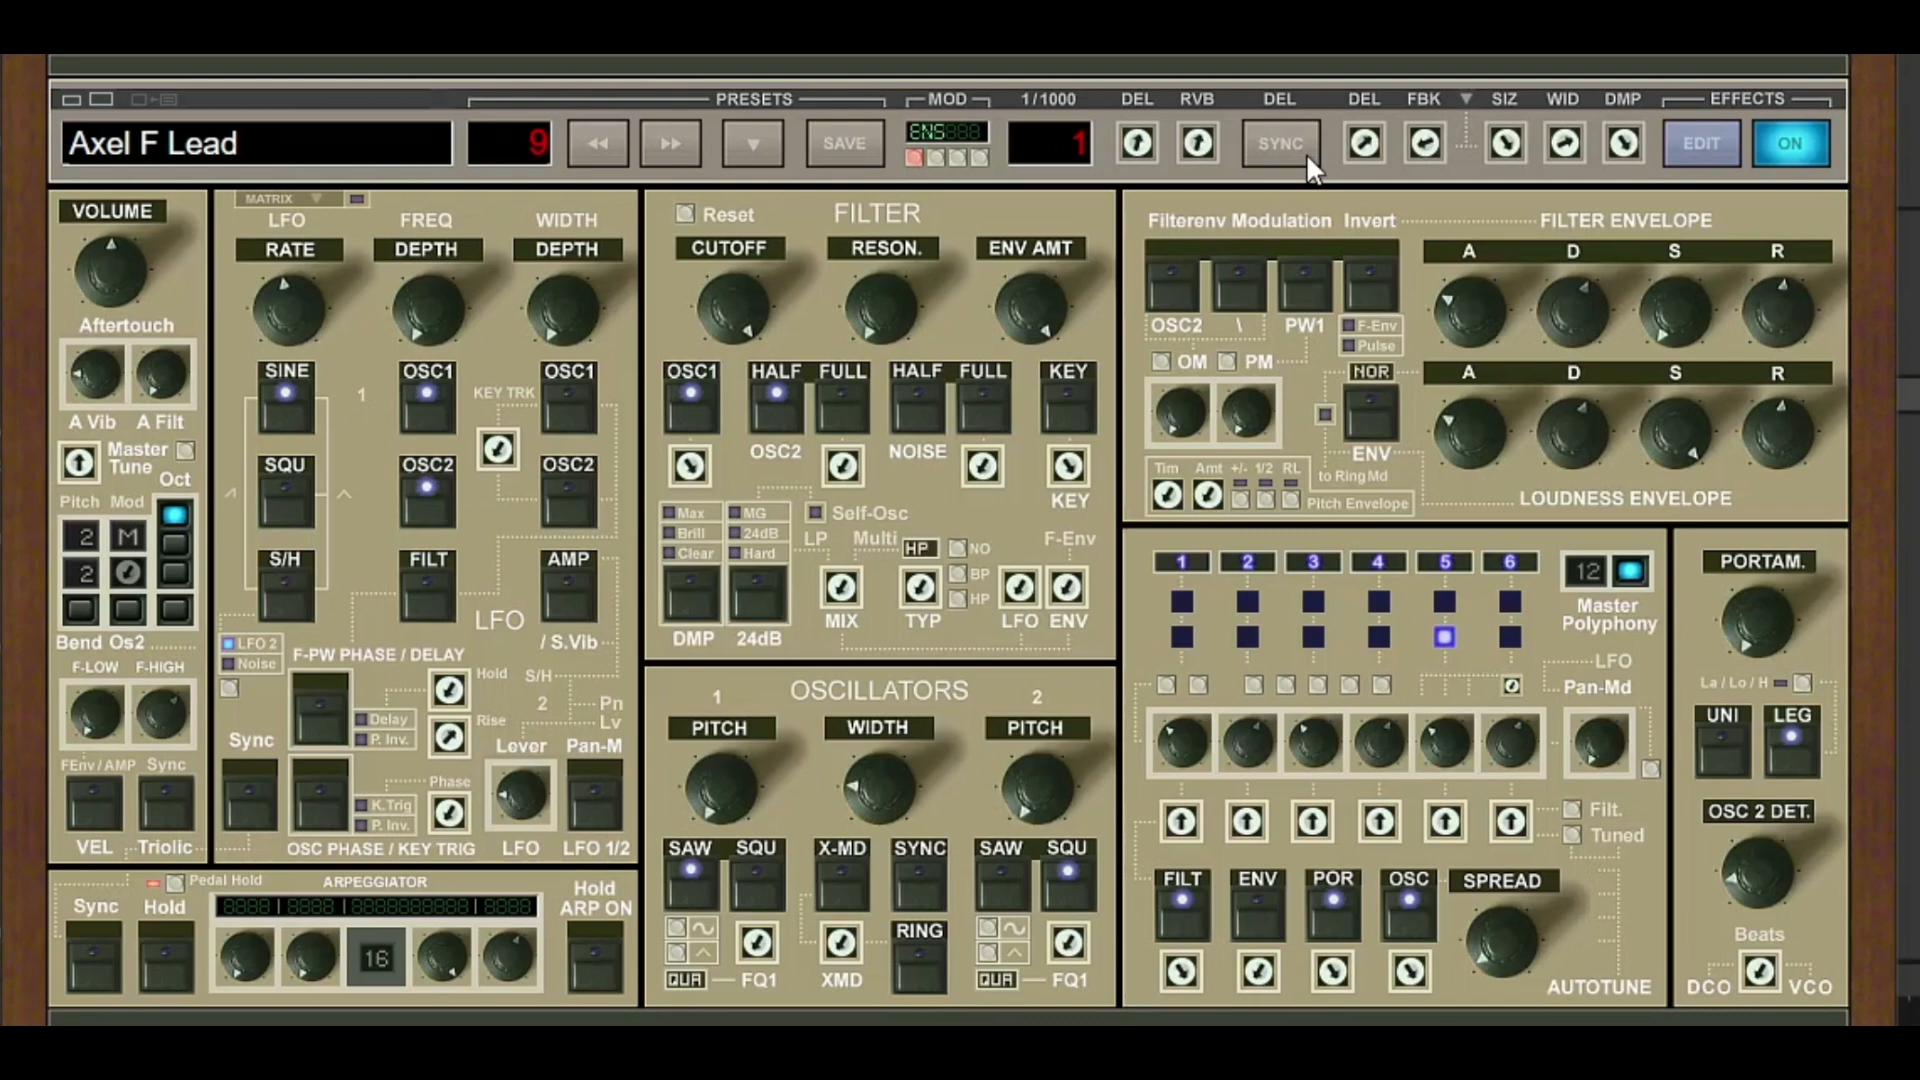 PRESETS MOD 1/1000 DEL RVB DEL DEL FBK SIZ WID DMP EFFECTS
Axel F Lead 9 SAVE ENS 1 SYNC EDIT ON
VOLUME
Aftertouch
A Vib A Filt
Master
Tune
Oct
Pitch Mod
2 M
2
Bend Os2
F-LOW F-HIGH
FEnv/AMP Sync
VEL Triolic
MATRIX
LFO FREQ WIDTH
RATE DEPTH DEPTH
SINE 1 OSC1 KEY TRK OSC1
SQU OSC2 OSC2
S/H FILT AMP
LFO
/ S.Vib
LFO 2
Noise
F-PW PHASE / DELAY
Hold S/H
Delay
P. Inv.
Rise
2 Pn
Lv
Sync Lever Pan-M
Phase
K.Trig
P. Inv.
OSC PHASE / KEY TRIG LFO LFO 1/2
Pedal Hold ARPEGGIATOR
Sync Hold
Hold
ARP ON
16
Reset FILTER
CUTOFF RESON. ENV AMT
OSC1 HALF FULL HALF FULL KEY
OSC2 NOISE
KEY
Max MG Self-Osc
Brill 24dB LP Multi HP NO F-Env
Clear Hard BP
HP
DMP 24dB MIX TYP LFO ENV
1 OSCILLATORS 2
PITCH WIDTH PITCH
SAW SQU X-MD SYNC SAW SQU
RING
QUA FQ1 XMD QUA FQ1
Filterenv Modulation Invert FILTER ENVELOPE
A D S R
OSC2 \ PW1 F-Env
Pulse
OM PM
NOR
A D S R
ENV
to RingMd
Tim Amt +/- 1/2 RL
Pitch Envelope
LOUDNESS ENVELOPE
1 2 3 4 5 6 12
Master
Polyphony
LFO
Pan-Md
Filt.
Tuned
FILT ENV POR OSC SPREAD
AUTOTUNE
PORTAM.
La / Lo / H
UNI LEG
OSC 2 DET.
Beats
DCO VCO